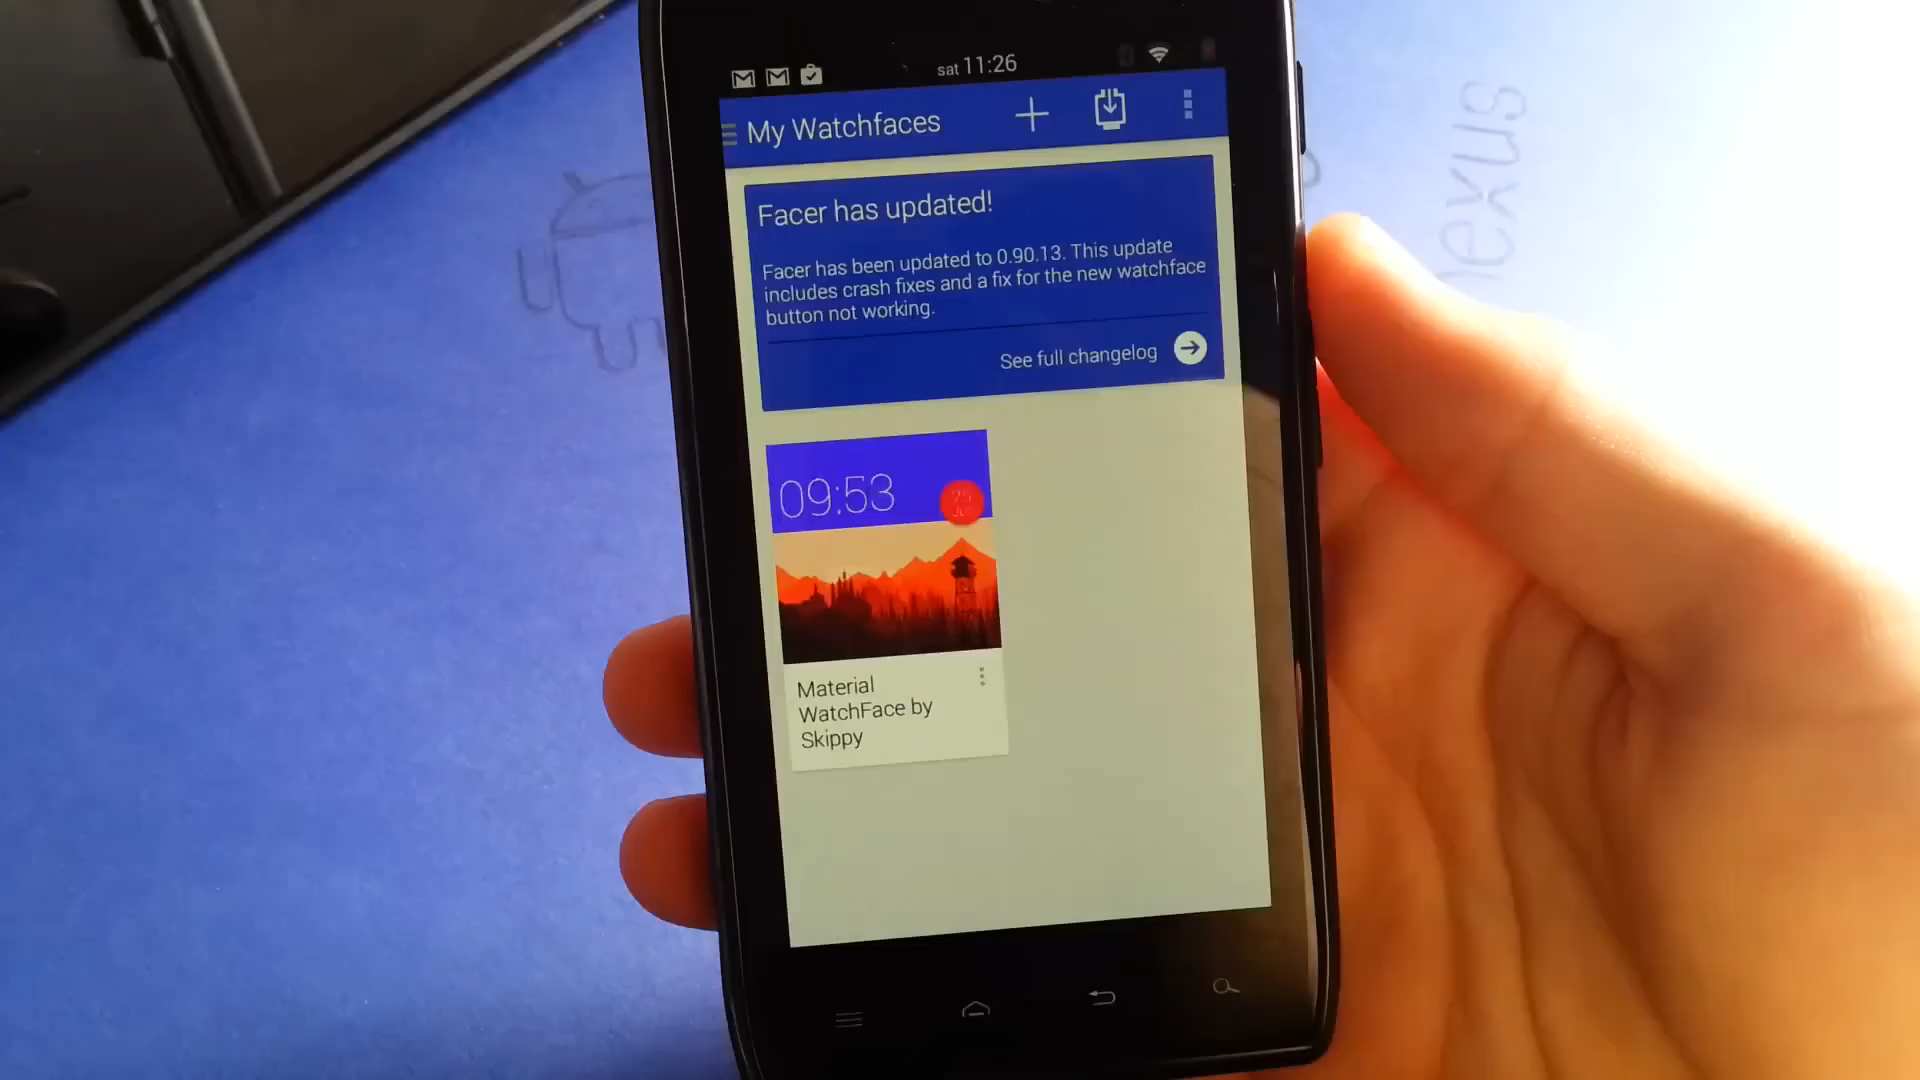 sat 11:26
My Watchfaces
Facer has updated!
Facer has been updated to 0.90.13. This update
includes crash fixes and a fix for the new watchface
button not working.
See full changelog
09:53
25
Material
WatchFace by
Skippy
nexus